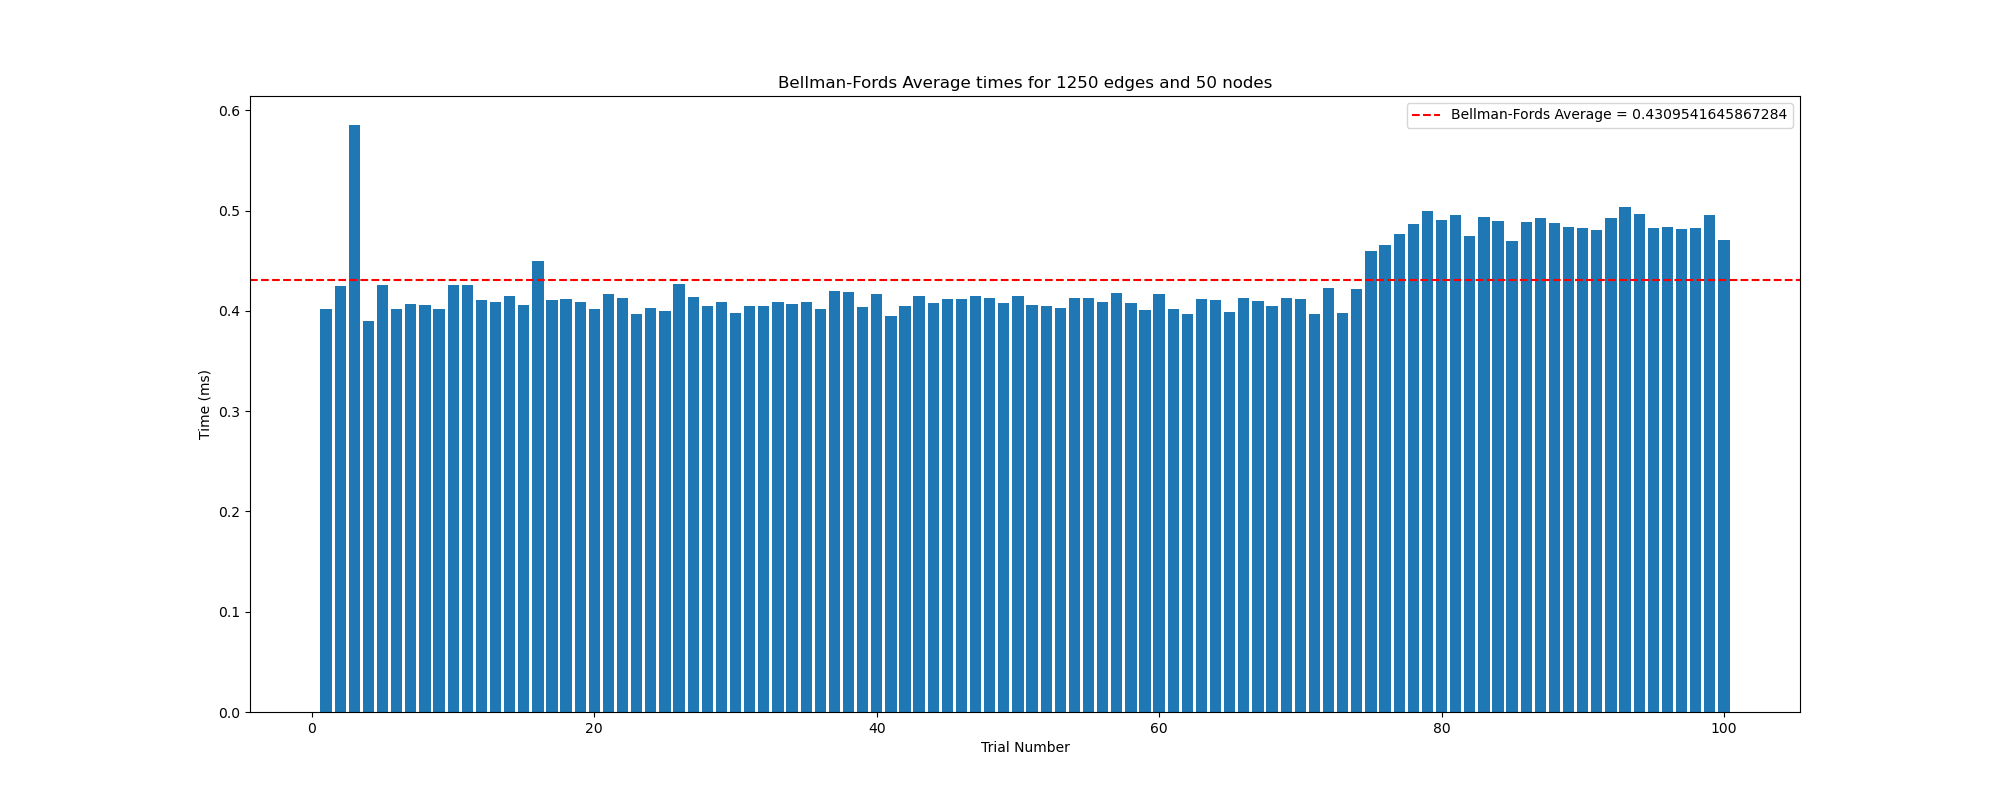 Bellman-Fords Average times for 1250 edges and 50 nodes
Bellman-Fords Average = 0.4309541645867284
0.6
0.5
0.4
0.3
0.2
0.1
0.0
Time (ms)
0 20 40 60 80 100
Trial Number